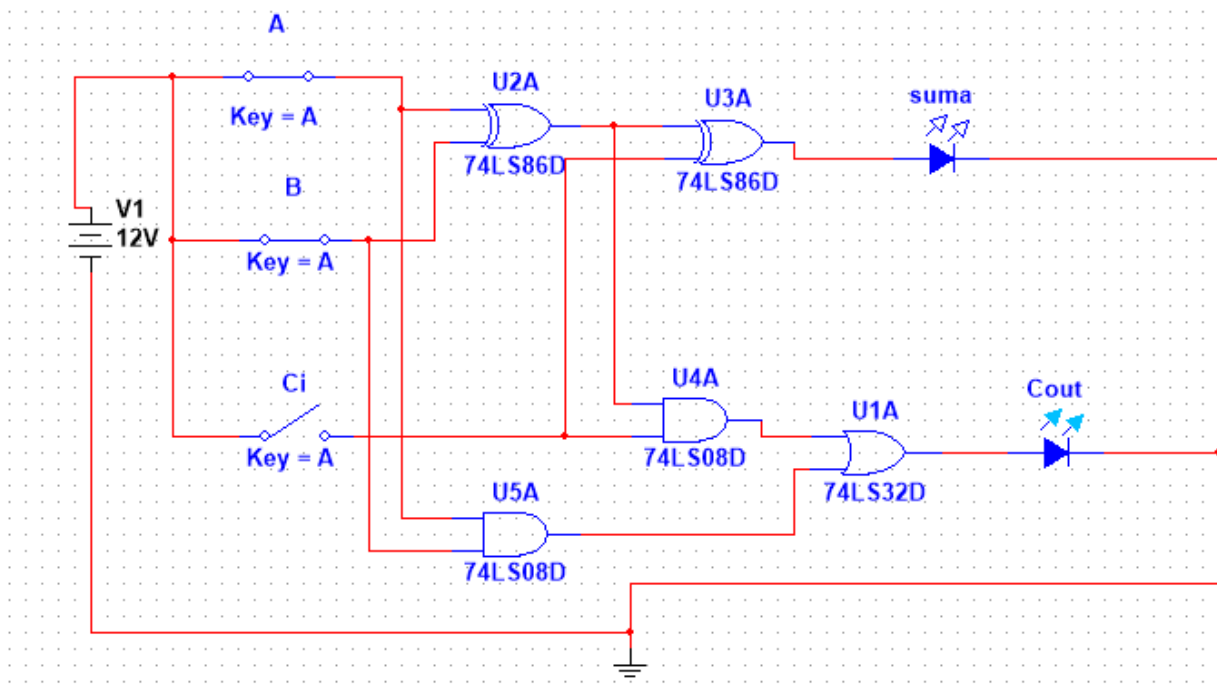 A
Key = A
U2A
74LS86D
U3A
74LS86D
suma
B
Key = A
V1
12V
Ci
Key = A
U4A
74LS08D
U1A
74LS32D
Cout
U5A
74LS08D